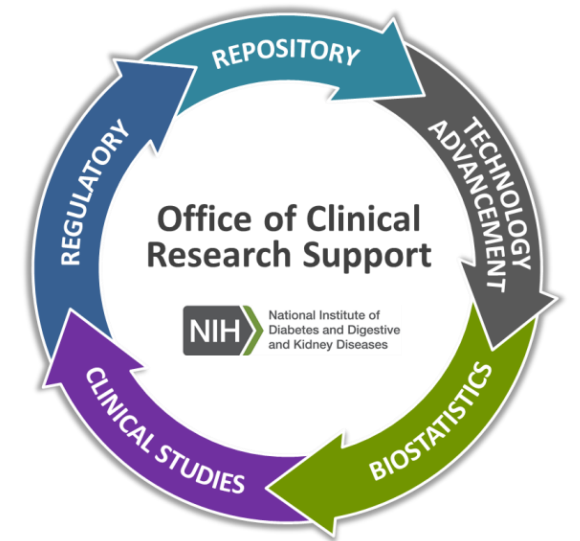 REPOSITORY
TECHNOLOGY
ADVANCEMENT
BIOSTATISTICS
CLINICAL STUDIES
REGULATORY
Office of Clinical
Research Support
NIH
National Institute of
Diabetes and Digestive
and Kidney Diseases